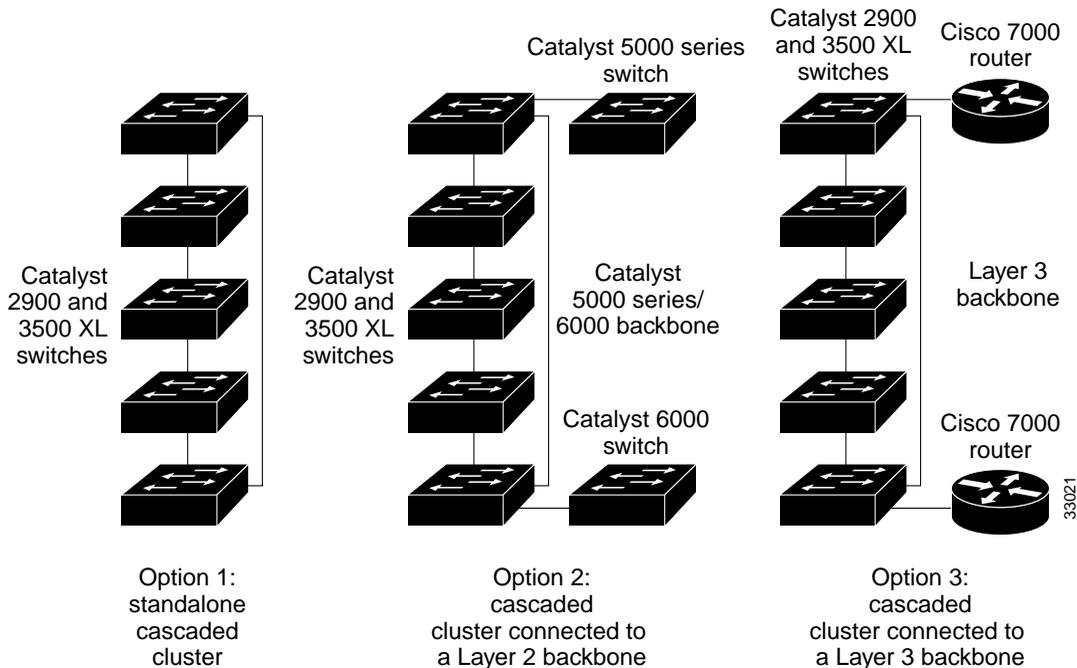 Catalyst 5000 series
switch
Catalyst 2900
and 3500 XL
switches
Cisco 7000
router
Catalyst
2900 and
3500 XL
switches
Catalyst
2900 and
3500 XL
switches
Catalyst
5000 series/
6000 backbone
Layer 3
backbone
Catalyst 6000
switch
Cisco 7000
router
33021
Option 1:
standalone
cascaded
cluster
Option 2:
cascaded
cluster connected to
a Layer 2 backbone
Option 3:
cascaded
cluster connected to
a Layer 3 backbone